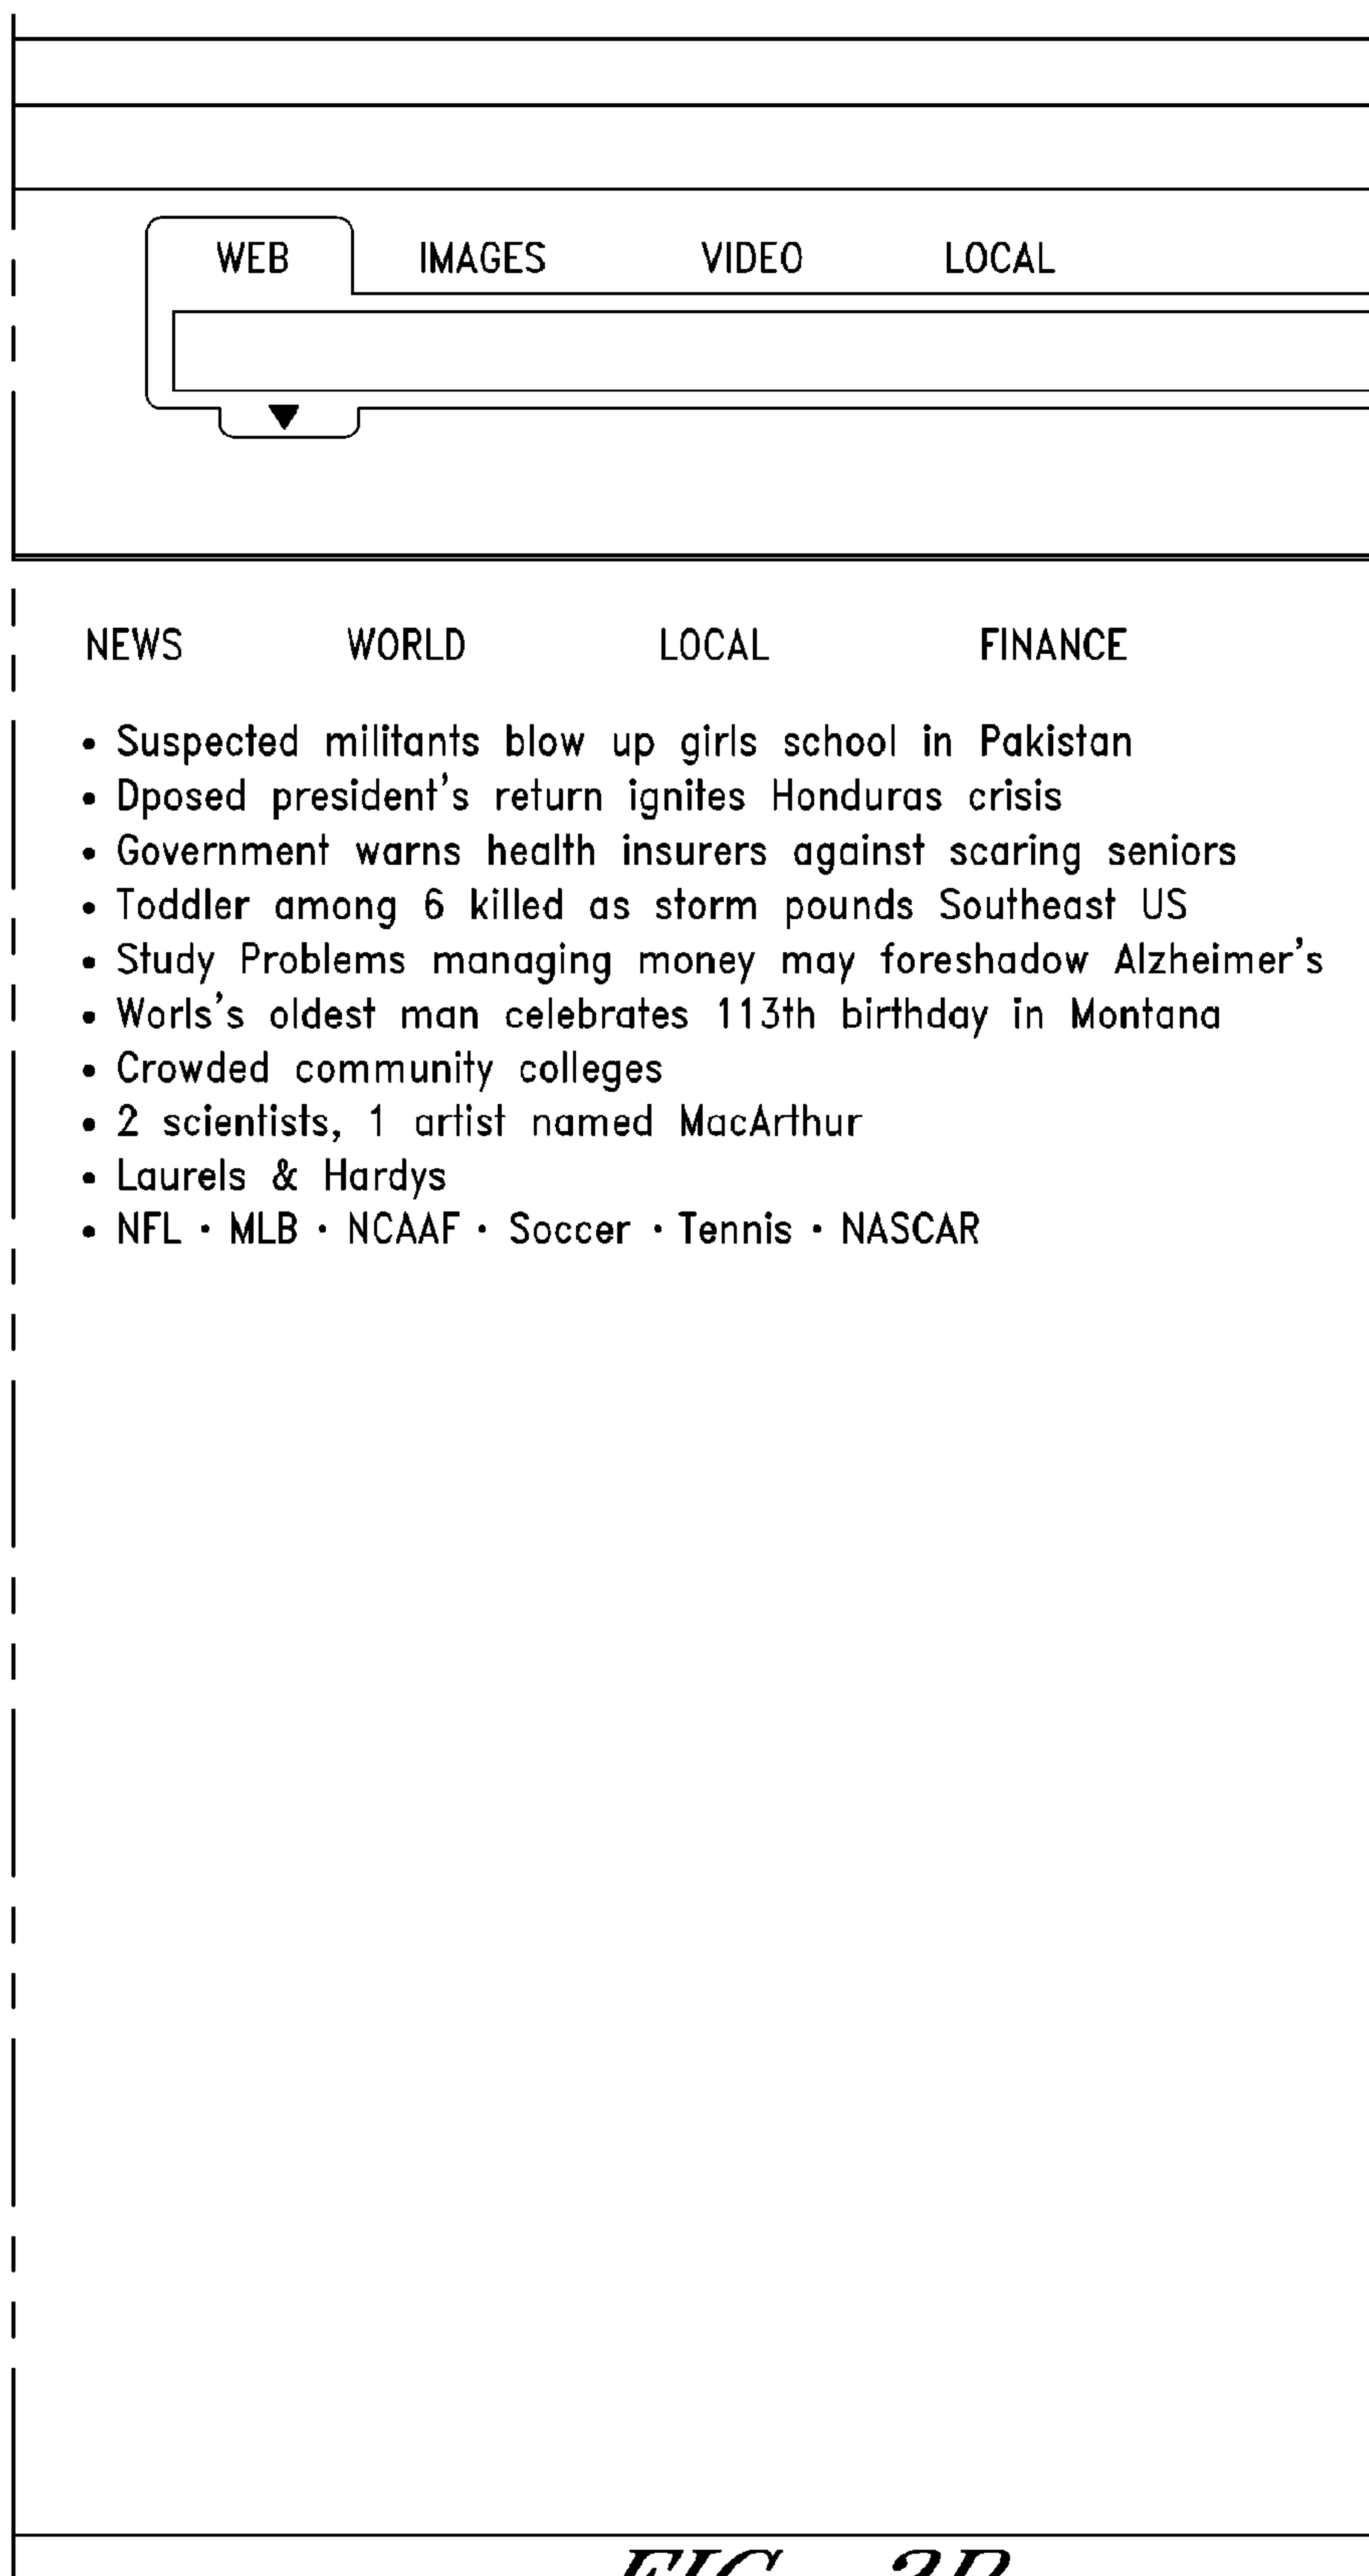 WEB IMAGES VIDEO LOCAL
NEWS WORLD LOCAL FINANCE
• Suspected militants blow up girls school in Pakistan
• Dposed president's return ignites Honduras crisis
• Government warns health insurers against scaring seniors
• Toddler among 6 killed as storm pounds Southeast US
• Study Problems managing money may foreshadow Alzheimer's
• Worls's oldest man celebrates 113th birthday in Montana
• Crowded community colleges
• 2 scientists, 1 artist named MacArthur
• Laurels & Hardys
• NFL · MLB · NCAAF · Soccer · Tennis · NASCAR
FIG.